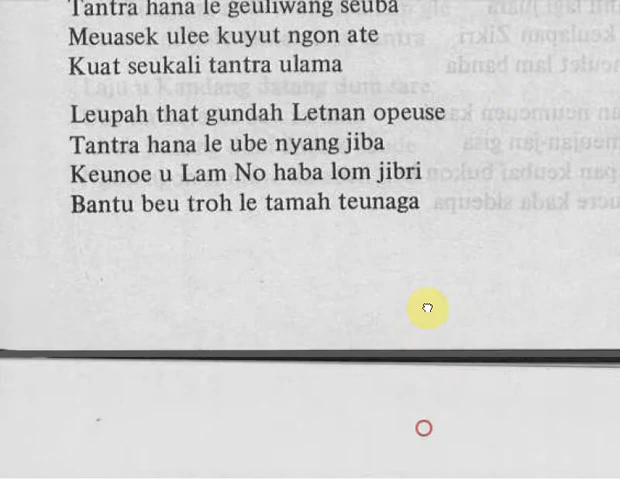 Tantra hana le geuliwang seuba
Meuasek ulee kuyut ngon ate
Kuat seukali tantra ulama
Leupah that gundah Letnan opeuse
Tantra hana le ube nyang jiba
Keunoe u Lam No haba lom jibri
Bantu beu troh le tamah teunaga